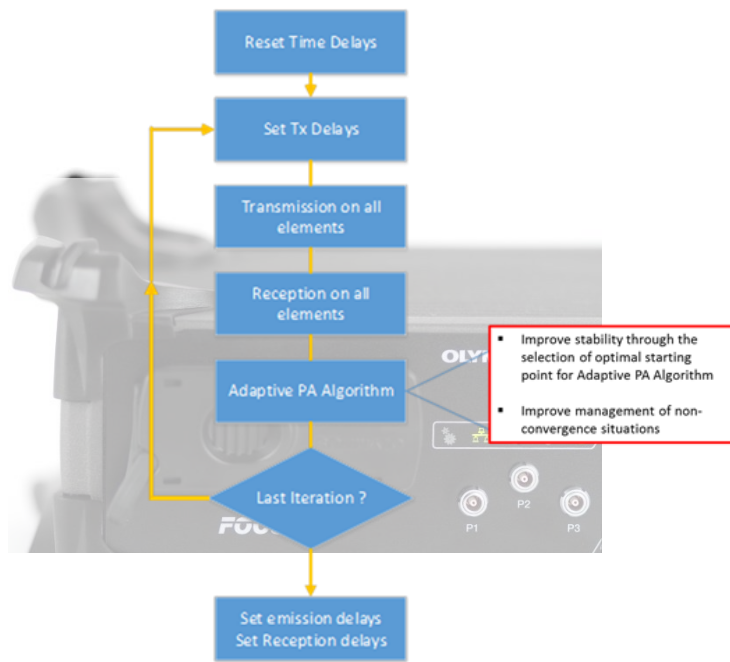 Reset Time Delays
Set Tx Delays
Transmission on all
elements
Reception on all
elements
Adaptive PA Algorithm
▪ Improve stability through the
selection of optimal starting
point for Adaptive PA Algorithm
▪ Improve management of non-
convergence situations
OLY
Last Iteration ?
FOC
P1
P2
P3
Set emission delays
Set Reception delays